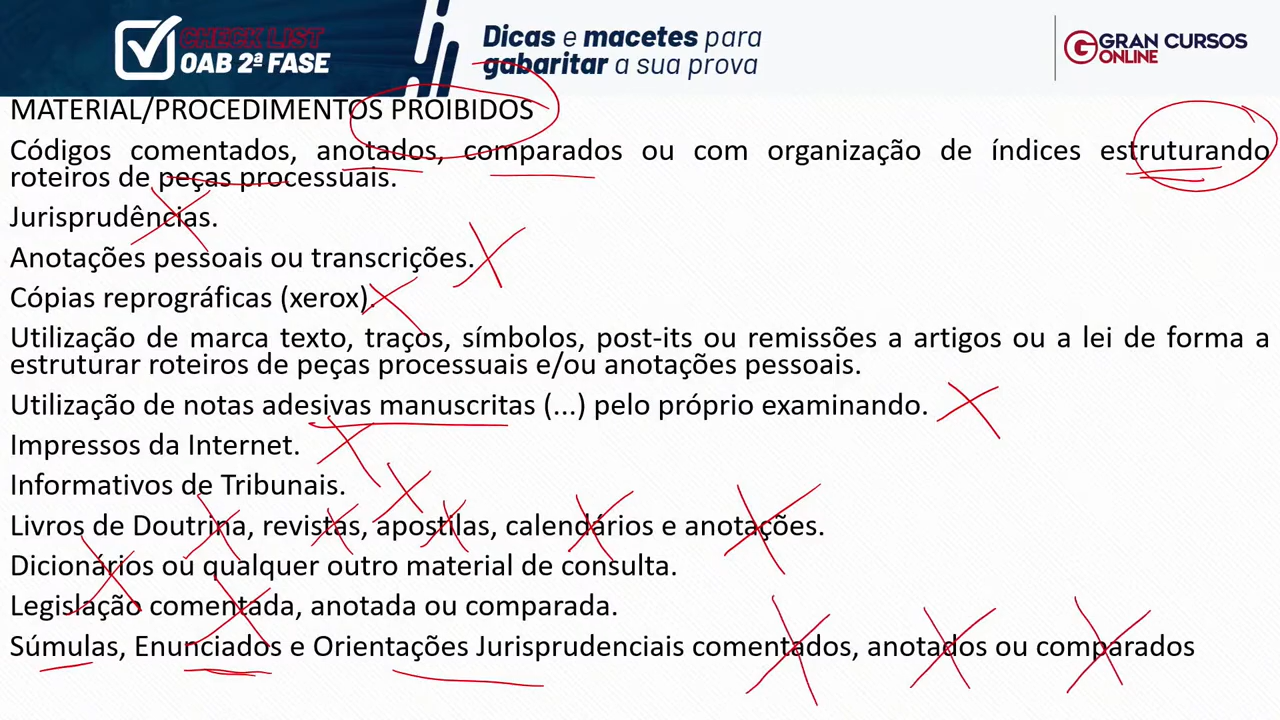 CHECK LIST
OAB 2ª FASE
Dicas e macetes para
gabaritar a sua prova
GRAN CURSOS
ONLINE
MATERIAL/PROCEDIMENTOS PROIBIDOS
Códigos comentados, anotados, comparados ou com organização de índices estruturando
roteiros de peças processuais.
Jurisprudências.
Anotações pessoais ou transcrições.
Cópias reprográficas (xerox).
Utilização de marca texto, traços, símbolos, post-its ou remissões a artigos ou a lei de forma a
estruturar roteiros de peças processuais e/ou anotações pessoais.
Utilização de notas adesivas manuscritas (...) pelo próprio examinando.
Impressos da Internet.
Informativos de Tribunais.
Livros de Doutrina, revistas, apostilas, calendários e anotações.
Dicionários ou qualquer outro material de consulta.
Legislação comentada, anotada ou comparada.
Súmulas, Enunciados e Orientações Jurisprudenciais comentados, anotados ou comparados